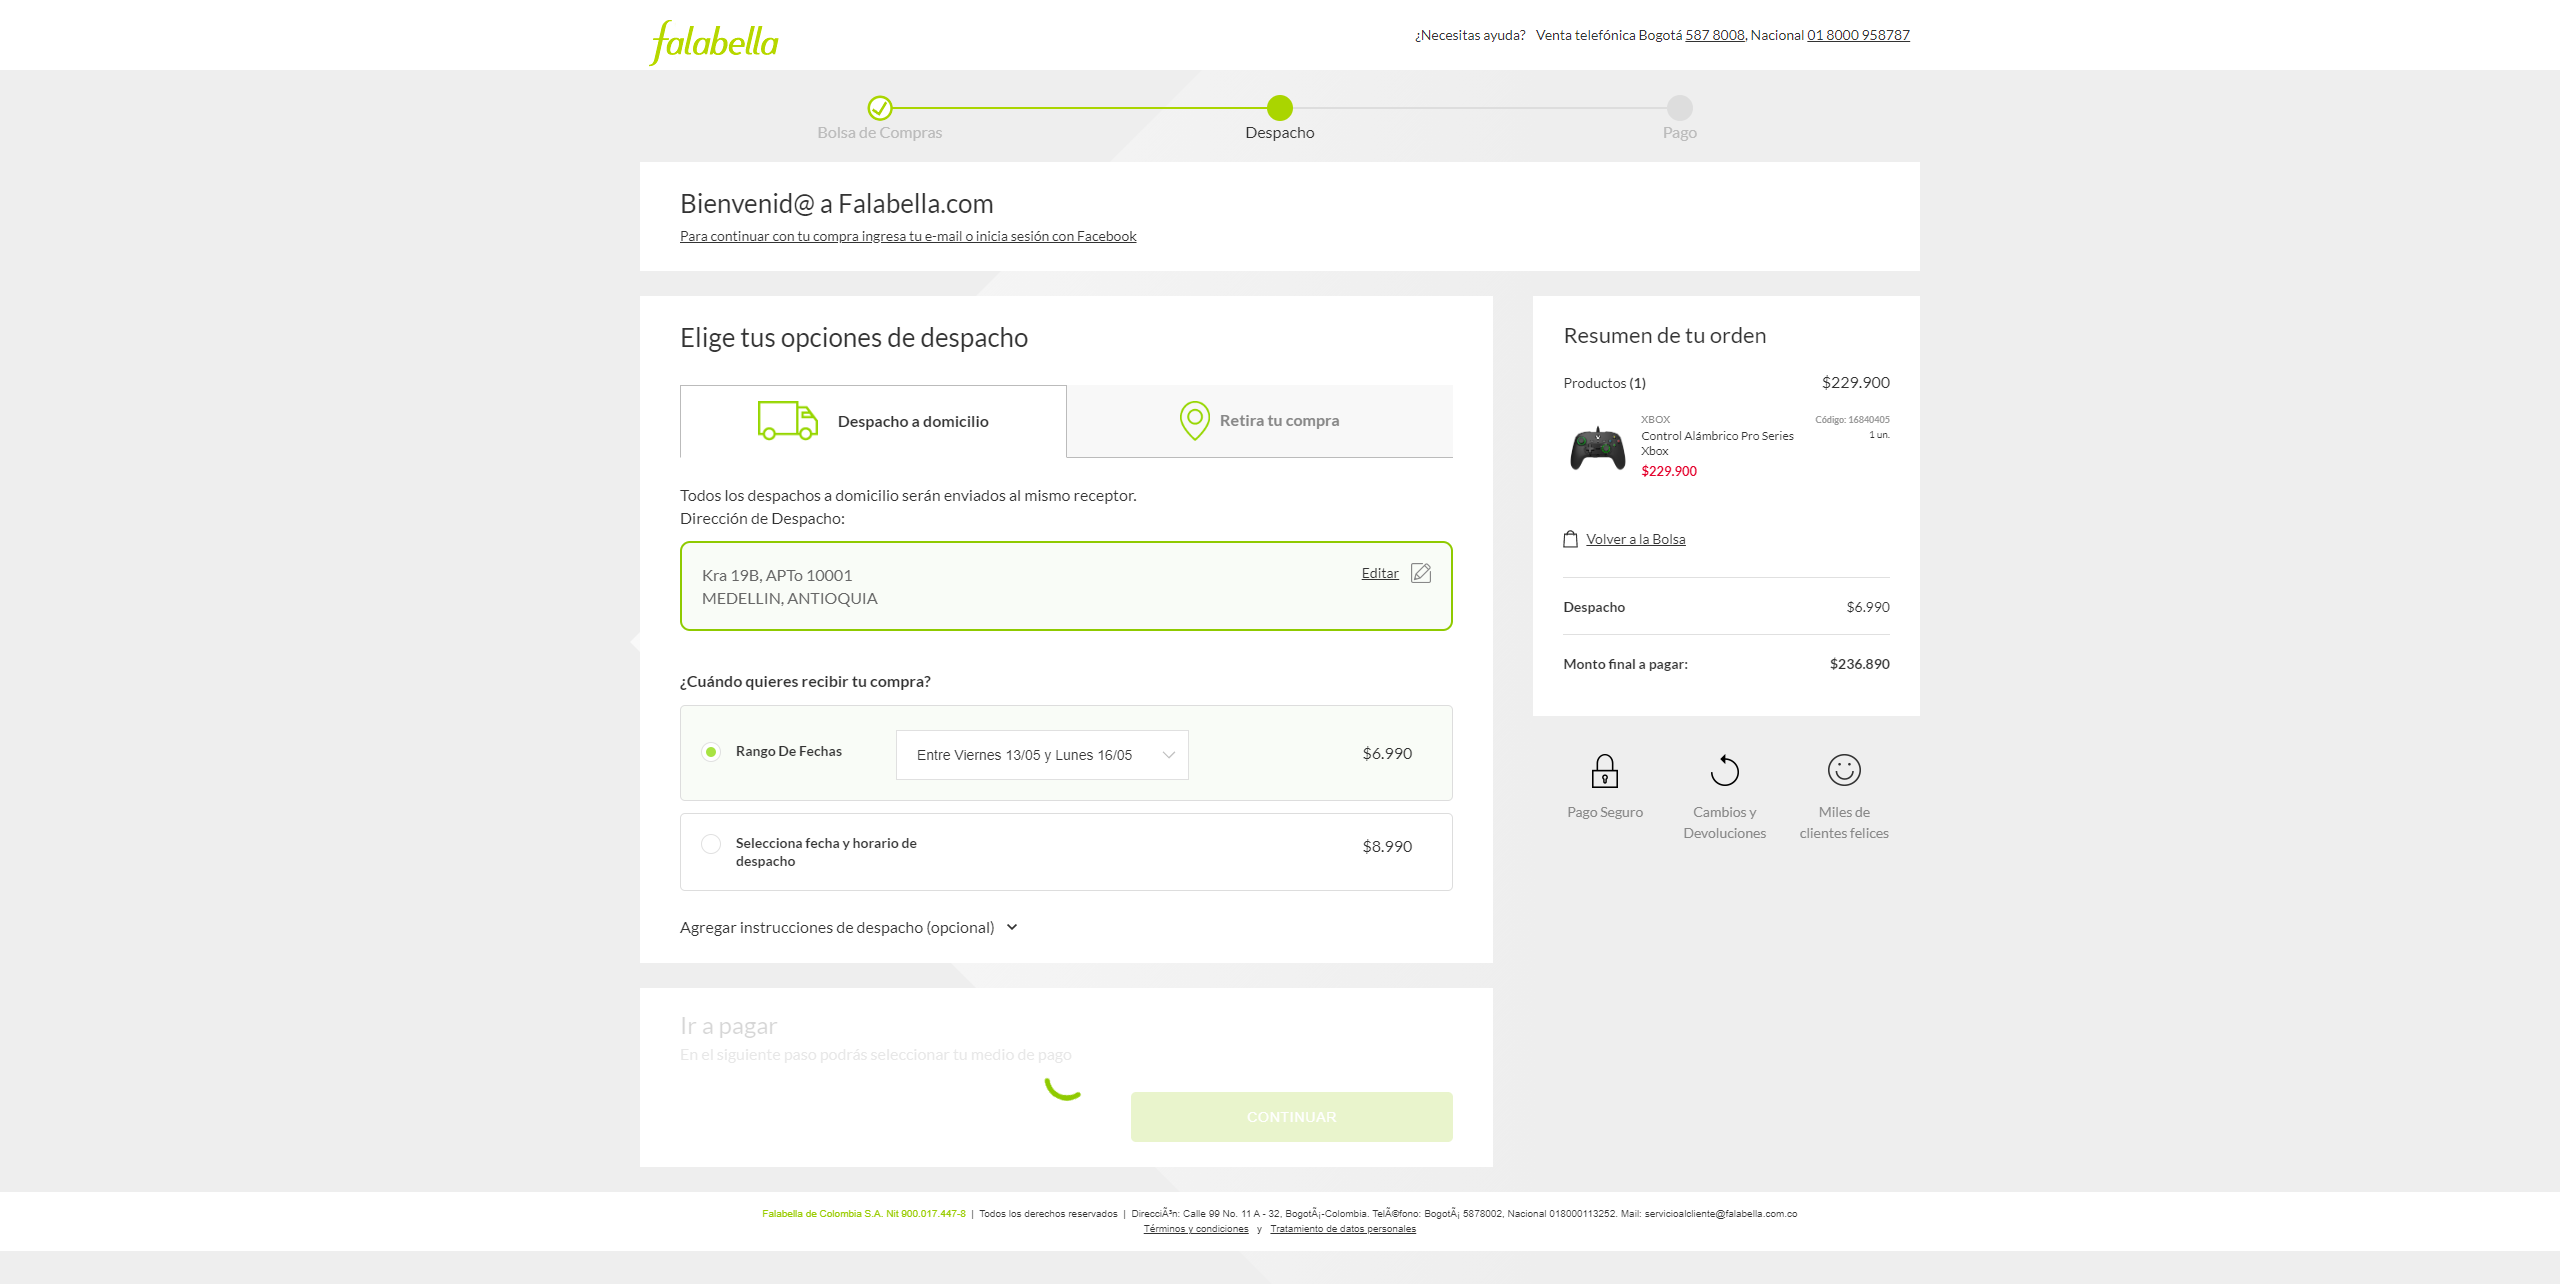 falabella
¿Necesitas ayuda? Venta telefónica Bogotá 587 8008, Nacional 01 8000 958787
Bolsa de Compras
Despacho
Pago
Bienvenid@ a Falabella.com
Para continuar con tu compra ingresa tu e-mail o inicia sesión con Facebook
Elige tus opciones de despacho
Despacho a domicilio
Retira tu compra
Todos los despachos a domicilio serán enviados al mismo receptor.
Dirección de Despacho:
Kra 19B, APTo 10001
MEDELLIN, ANTIOQUIA
Editar
¿Cuándo quieres recibir tu compra?
Rango De Fechas
Entre Viernes 13/05 y Lunes 16/05
$6.990
Selecciona fecha y horario de
despacho
$8.990
Agregar instrucciones de despacho (opcional)
Ir a pagar
En el siguiente paso podrás seleccionar tu medio de pago
CONTINUAR
Resumen de tu orden
Productos (1) $229.900
XBOX
Código: 16840405
Control Alámbrico Pro Series
Xbox
1 un.
$229.900
Volver a la Bolsa
Despacho $6.990
Monto final a pagar: $236.890
Pago Seguro
Cambios y
Devoluciones
Miles de
clientes felices
Falabella de Colombia S.A. Nit 900.017.447-8 | Todos los derechos reservados | DirecciÃ³n: Calle 99 No. 11 A - 32, BogotÃ¡-Colombia. TelÃ©fono: BogotÃ¡ 5878002, Nacional 018000113252. Mail: servicioalcliente@falabella.com.co
Términos y condiciones y Tratamiento de datos personales